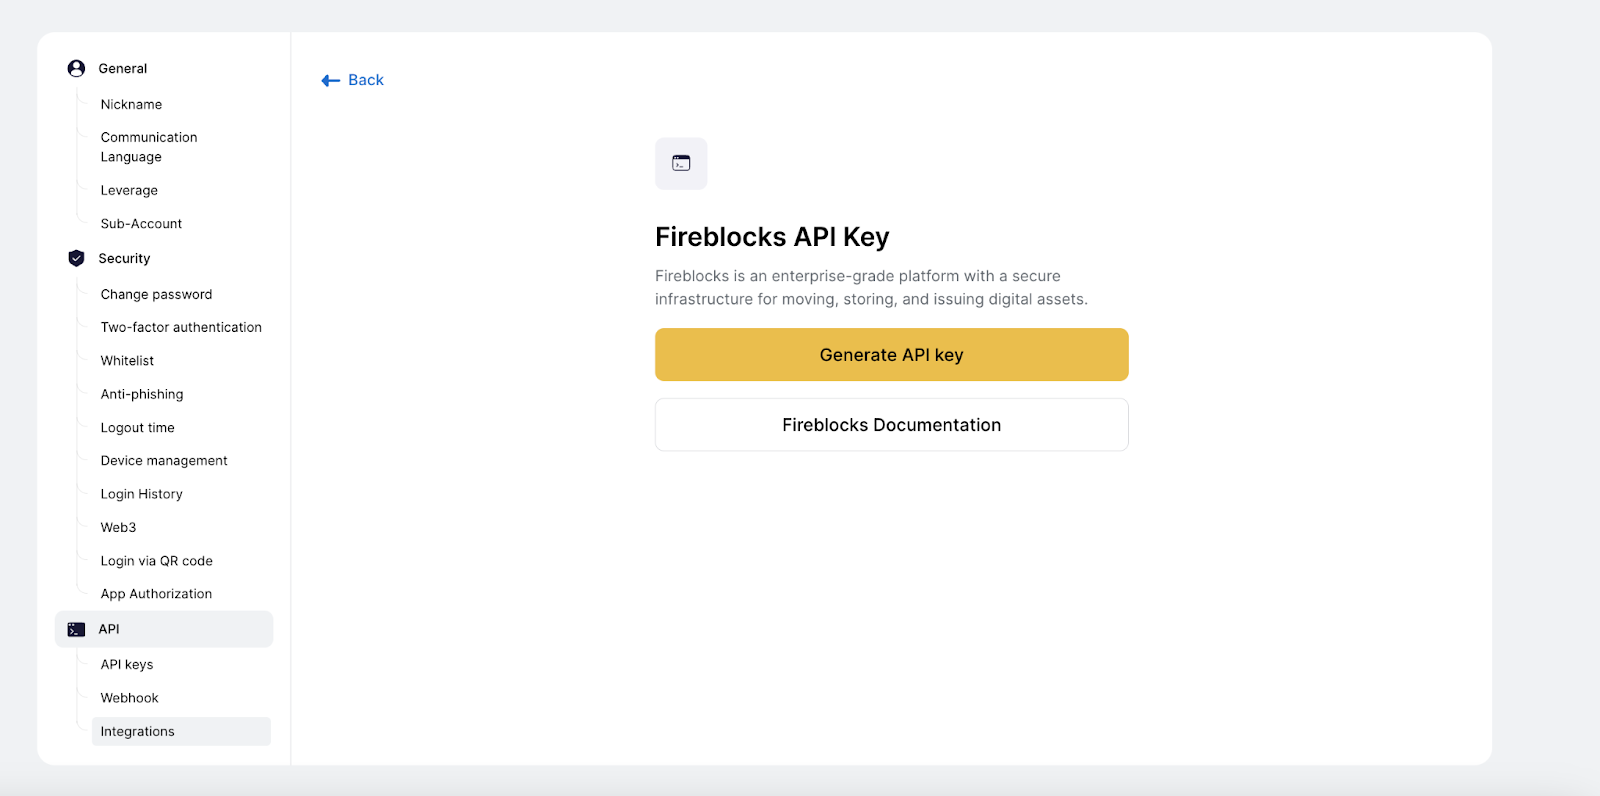 General
Nickname
Communication
Language
Leverage
Sub-Account
Security
Change password
Two-factor authentication
Whitelist
Anti-phishing
Logout time
Device management
Login History
Web3
Login via QR code
App Authorization
API
API keys
Webhook
Integrations
Back
Fireblocks API Key
Fireblocks is an enterprise-grade platform with a secure
infrastructure for moving, storing, and issuing digital assets.
Generate API key
Fireblocks Documentation